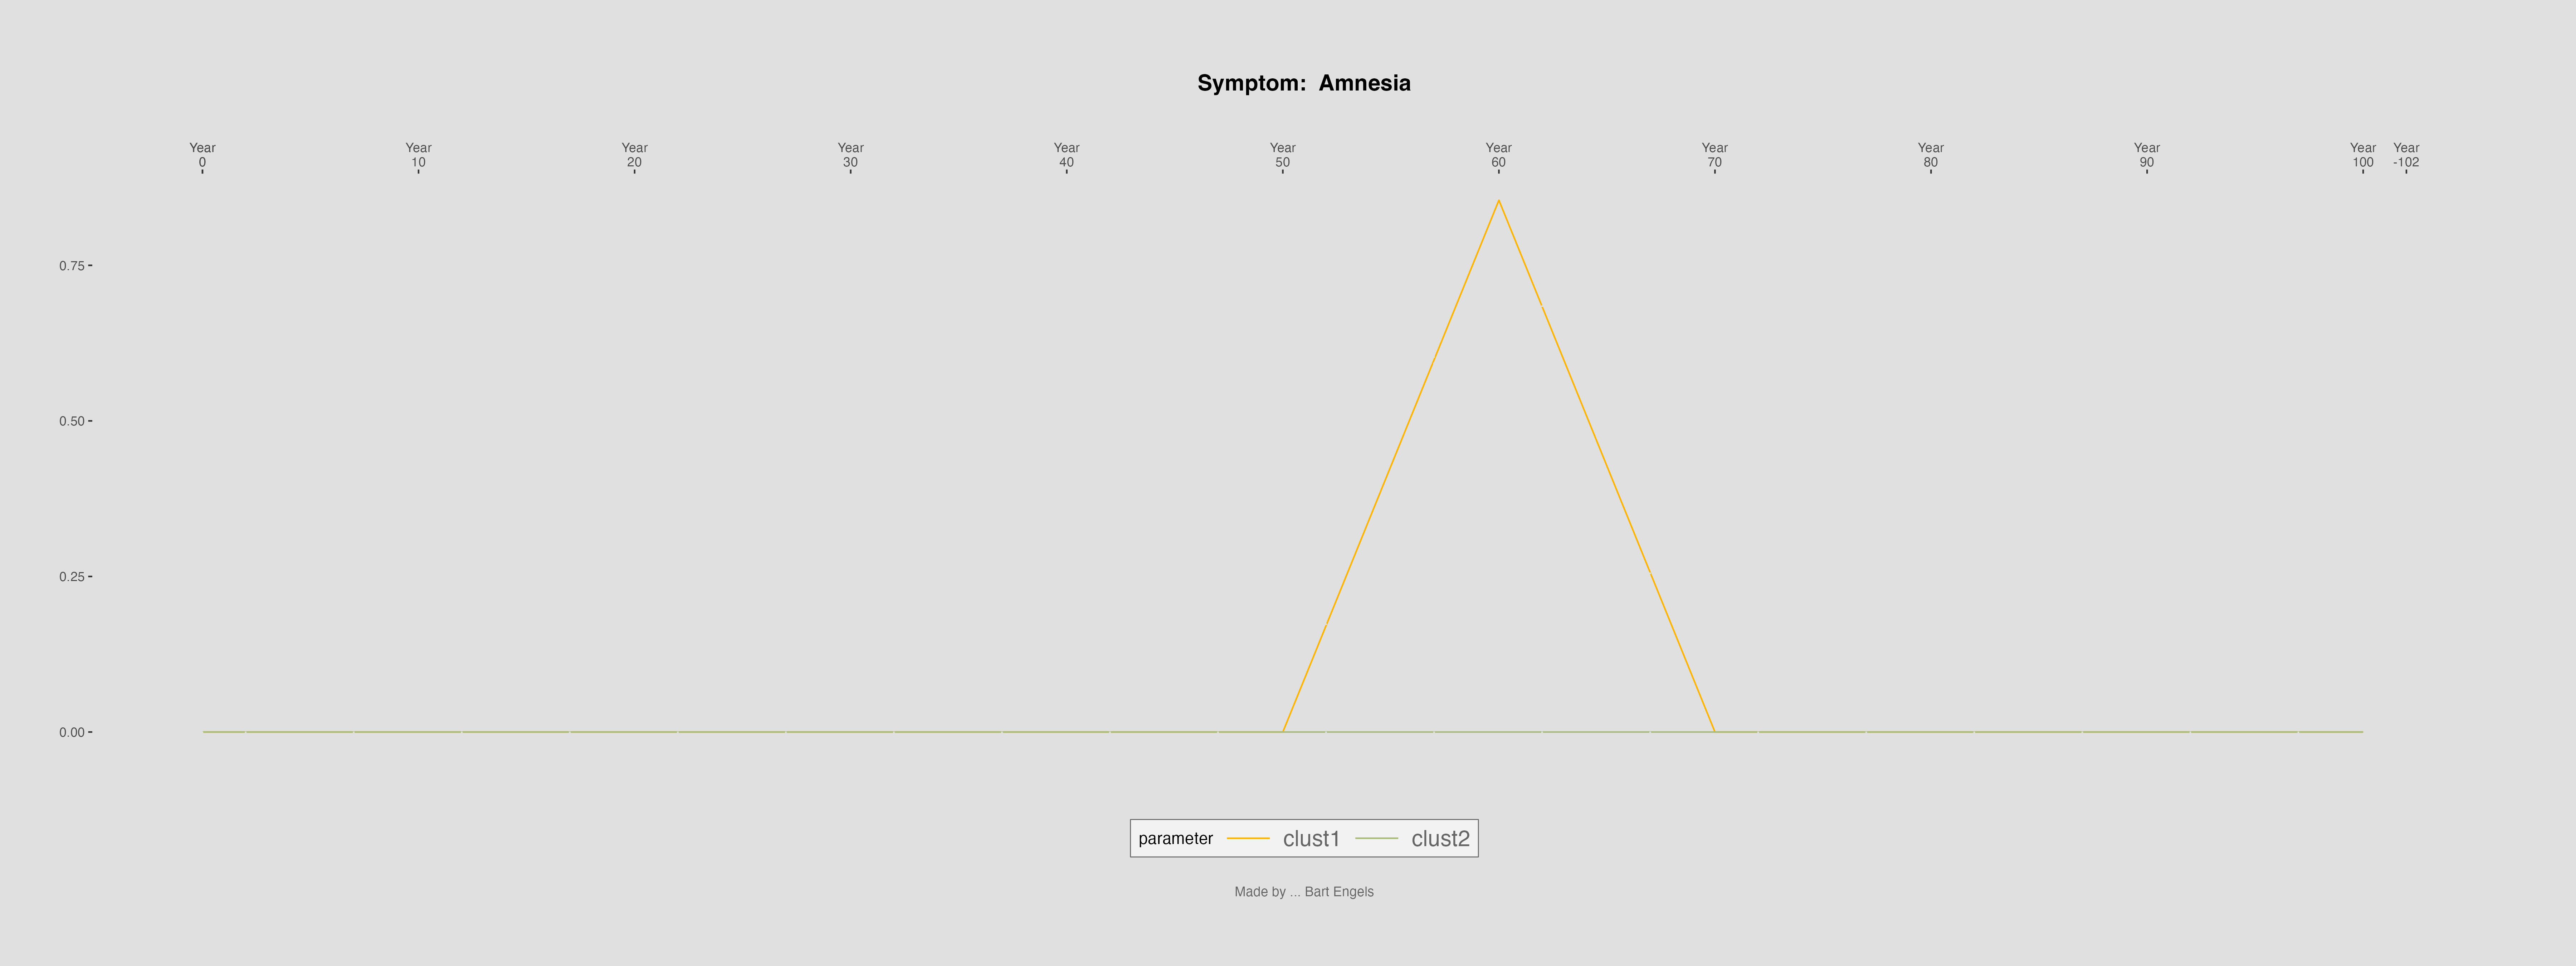 Symptom:  Amnesia
Year Year Year Year Year Year Year Year Year Year Year Year
0 10 20 30 40 50 60 70 80 90 100 -102
0.75
0.50
0.25
0.00
parameter clust1 clust2
Made by ... Bart Engels